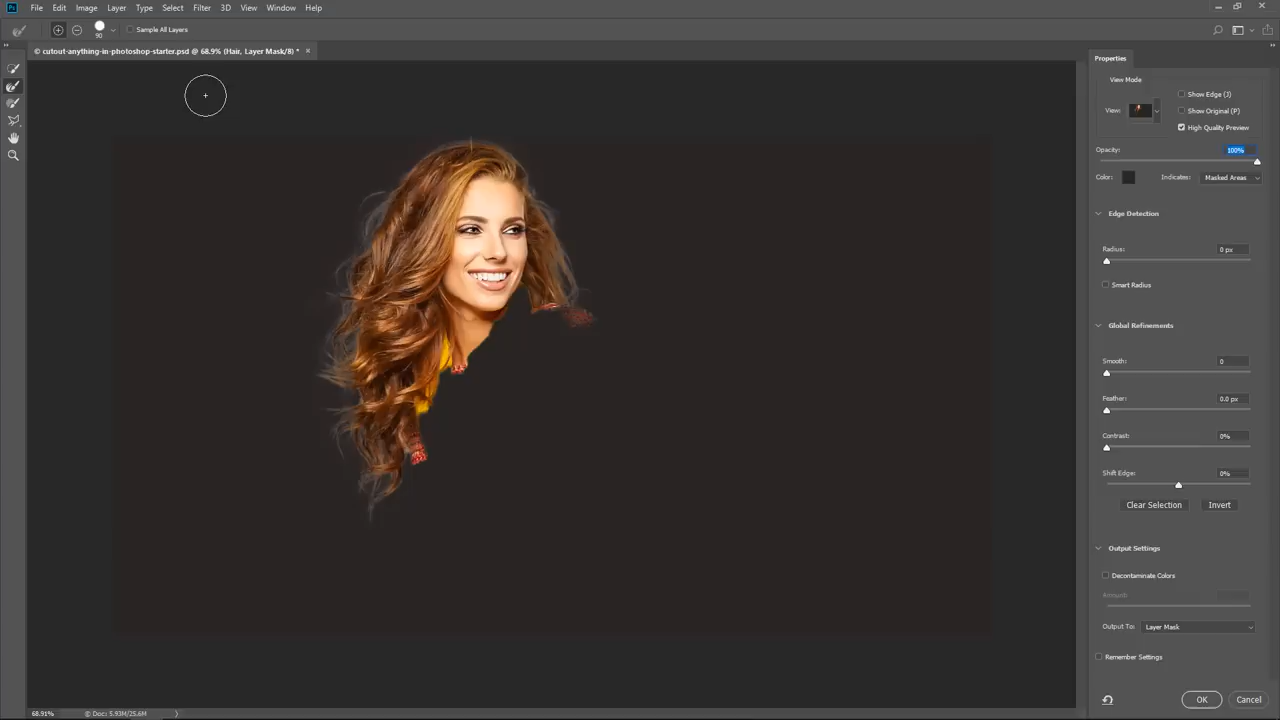 Ps File Edit Image Layer Type Select Filter 3D View Window Help
90 Sample All Layers
© cutout-anything-in-photoshop-starter.psd @ 68.9% (Hair, Layer Mask/8) * ×
Properties
View Mode
Show Edge (J)
View:
Show Original (P)
High Quality Preview
Opacity: 100%
Color: Indicates: Masked Areas
Edge Detection
Radius: 0 px
Smart Radius
Global Refinements
Smooth: 0
Feather: 0.0 px
Contrast: 0%
Shift Edge: 0%
Clear Selection Invert
Output Settings
Decontaminate Colors
Amount:
Output To: Layer Mask
Remember Settings
OK Cancel
68.91% © Doc: 5.93M/25.6M